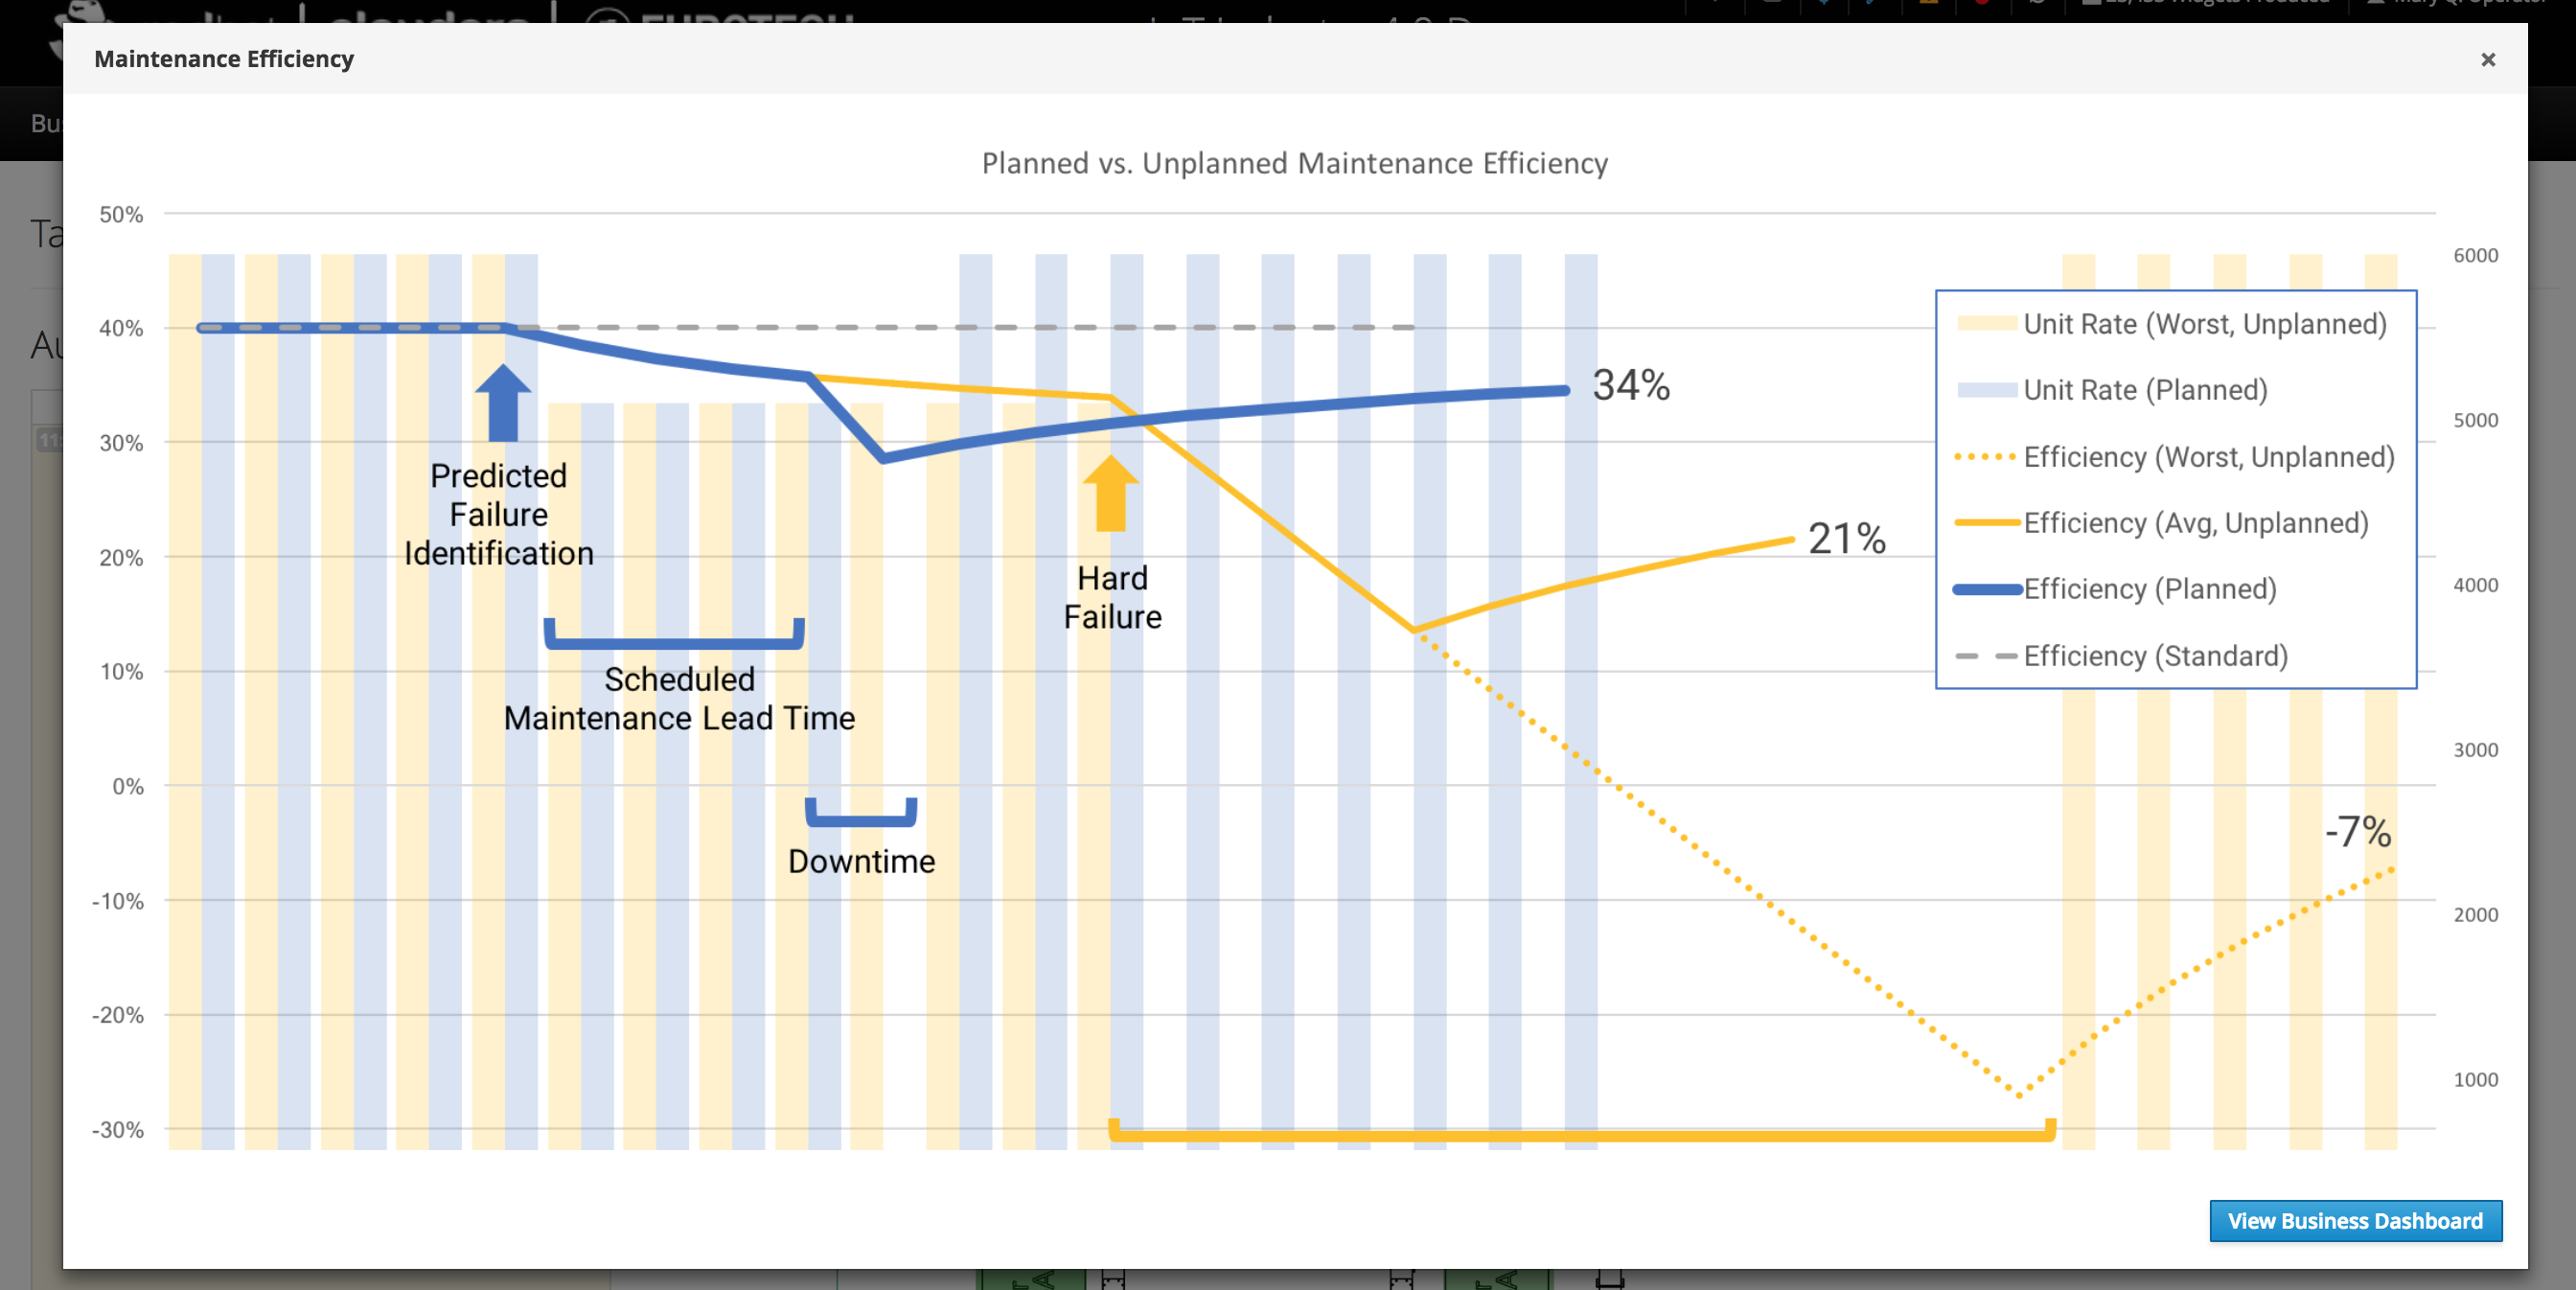 EUROTECH
Maintenance Efficiency
×
Planned vs. Unplanned Maintenance Efficiency
50%
40%
30%
20%
10%
0%
-10%
-20%
-30%
6000
5000
4000
3000
2000
1000
Unit Rate (Worst, Unplanned)
Unit Rate (Planned)
Efficiency (Worst, Unplanned)
Efficiency (Avg, Unplanned)
Efficiency (Planned)
Efficiency (Standard)
34%
21%
-7%
Predicted
Failure
Identification
Scheduled
Maintenance Lead Time
Downtime
Hard
Failure
View Business Dashboard